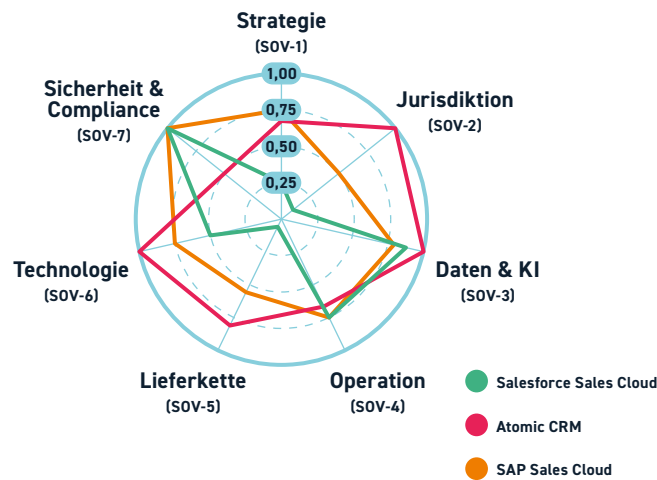 Strategie
(SOV-1)
1,00
0,75
0,50
0,25
Jurisdiktion
(SOV-2)
Daten & KI
(SOV-3)
Operation
(SOV-4)
Lieferkette
(SOV-5)
Technologie
(SOV-6)
Sicherheit &
Compliance
(SOV-7)
Salesforce Sales Cloud
Atomic CRM
SAP Sales Cloud